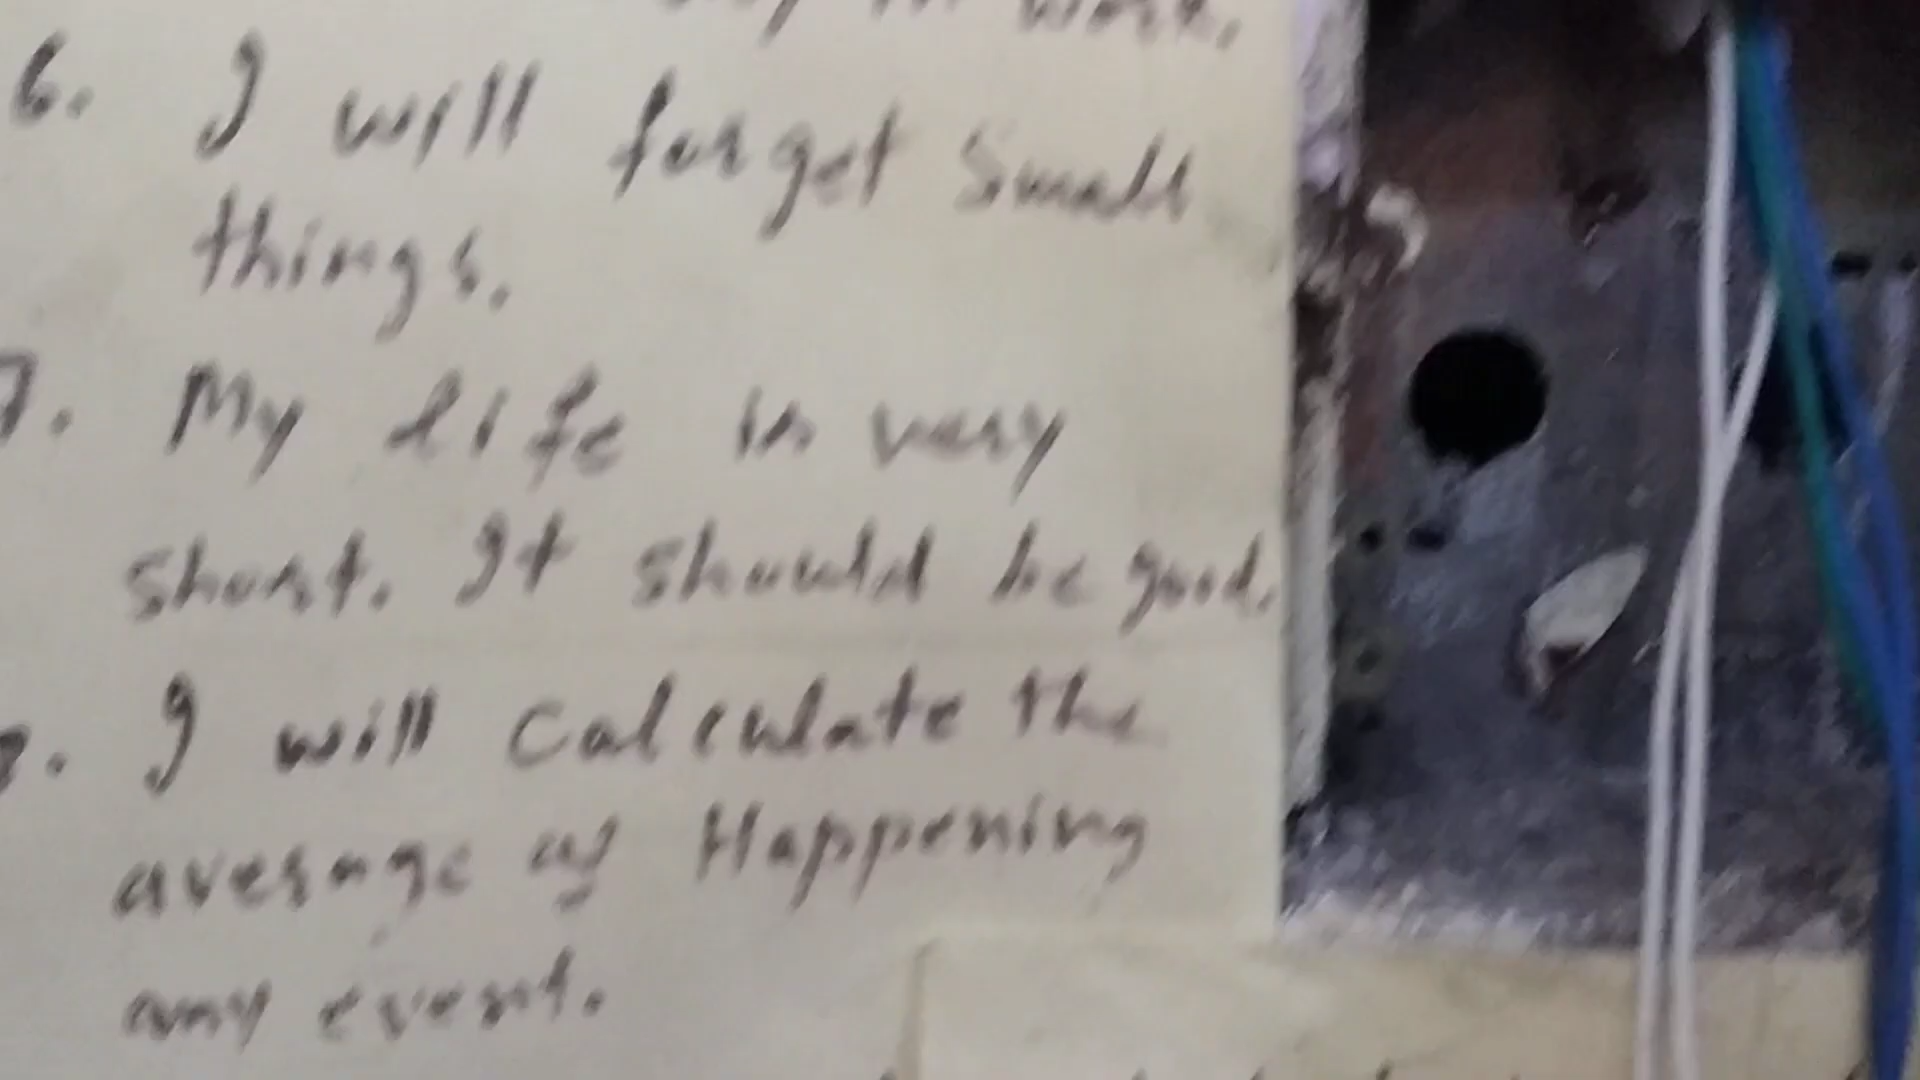 work.
6. I will forget Small
things.
7. My life is very
short. It should be good.
8. I will Calculate the
average of Happening
any event.